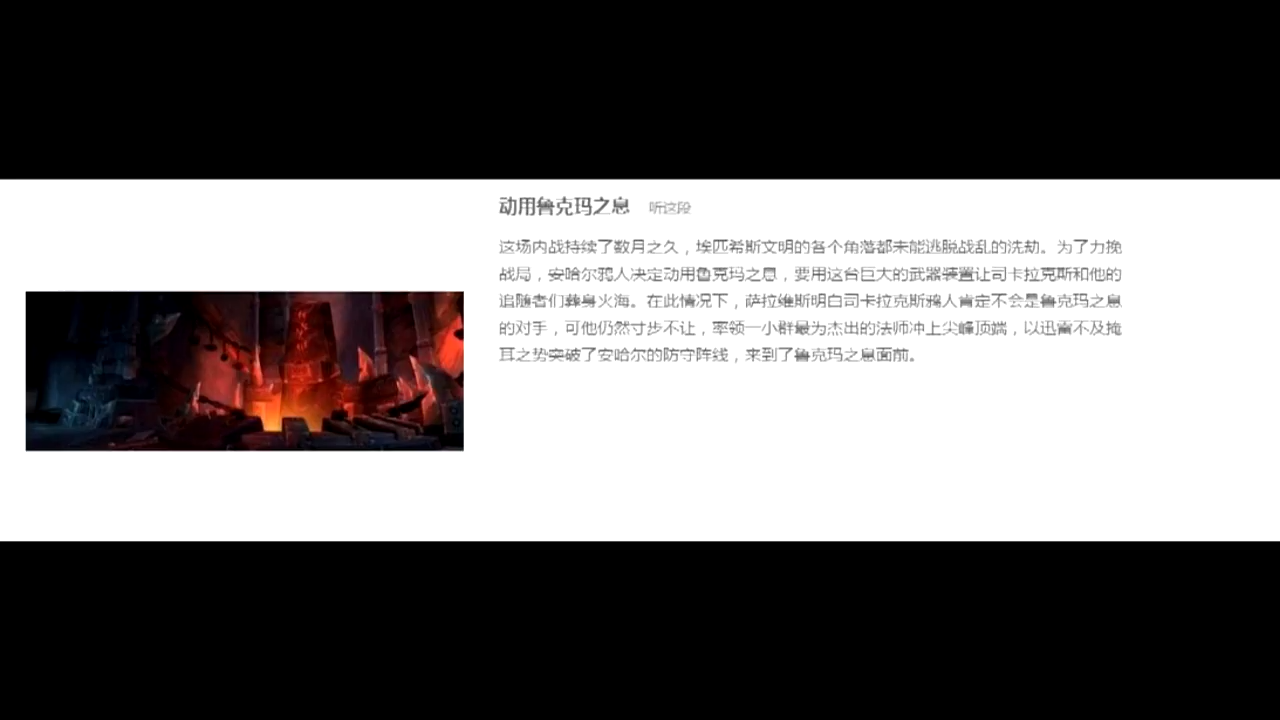 动用鲁克玛之息 听这段
这场内战持续了数月之久，埃匹希斯文明的各个角落都未能逃脱战乱的洗劫。为了力挽
战局，安哈尔鸦人决定动用鲁克玛之息，要用这台巨大的武器装置让司卡拉克斯和他的
追随者们葬身火海。在此情况下，萨拉维斯明白司卡拉克斯鸦人肯定不会是鲁克玛之息
的对手，可他仍然寸步不让，率领一小群最为杰出的法师冲上尖峰顶端，以迅雷不及掩
耳之势突破了安哈尔的防守阵线，来到了鲁克玛之息面前。